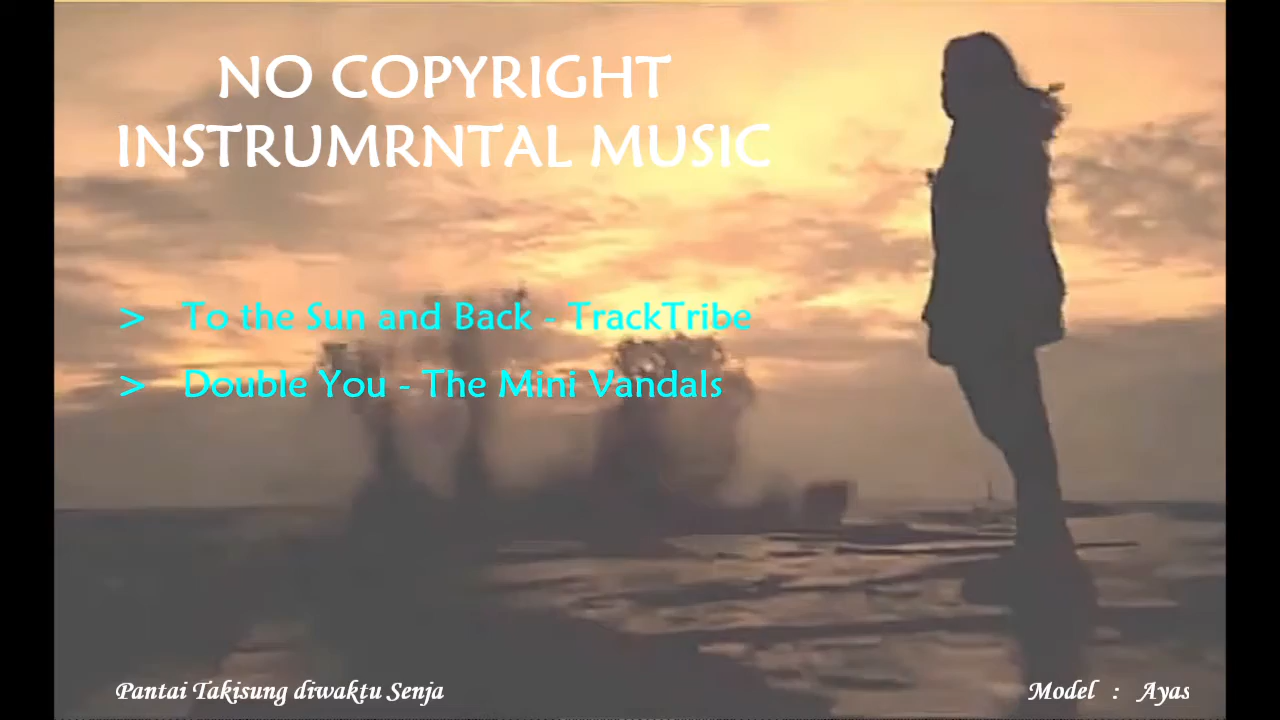 NO COPYRIGHT
INSTRUMRNTAL MUSIC
> To the Sun and Back - TrackTribe
> Double You - The Mini Vandals
Pantai Takisung diwaktu Senja
Model : Ayas